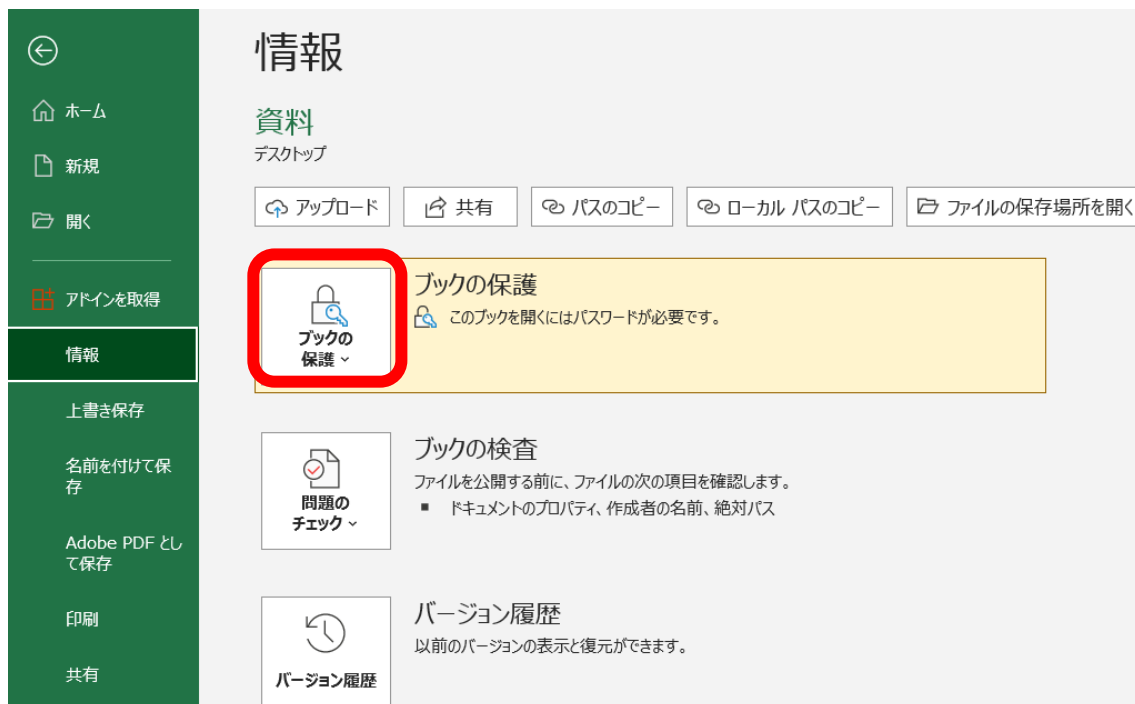 情報
資料
デスクトップ
ホーム
新規
開く
アドインを取得
情報
上書き保存
名前を付けて保
存
Adobe PDF とし
て保存
印刷
共有
アップロード
共有
パスのコピー
ローカル パスのコピー
ファイルの保存場所を開く
ブックの
保護
ブックの保護
このブックを開くにはパスワードが必要です。
問題の
チェック
ブックの検査
ファイルを公開する前に、ファイルの次の項目を確認します。
■ ドキュメントのプロパティ、作成者の名前、絶対パス
バージョン履歴
バージョン履歴
以前のバージョンの表示と復元ができます。